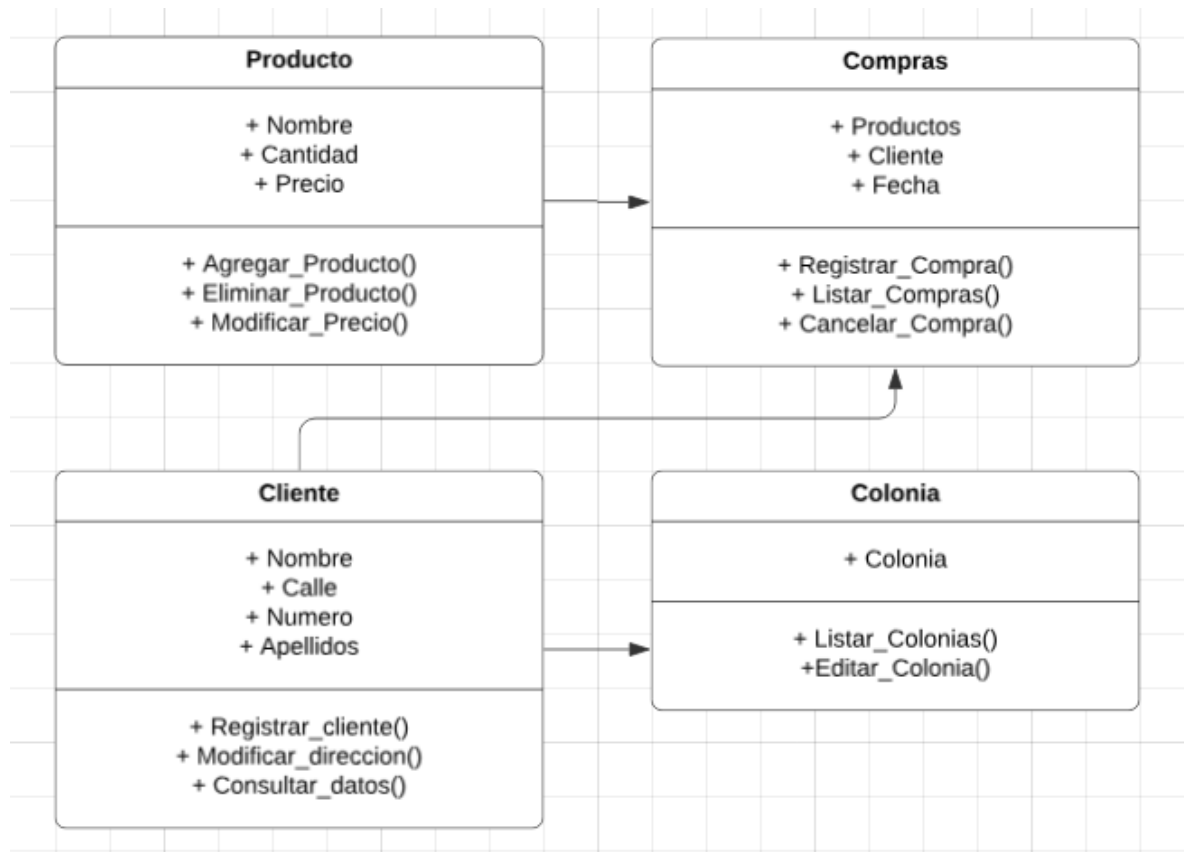 Producto
+ Nombre
+ Cantidad
+ Precio
+ Agregar_Producto()
+ Eliminar_Producto()
+ Modificar_Precio()
Compras
+ Productos
+ Cliente
+ Fecha
+ Registrar_Compra()
+ Listar_Compras()
+ Cancelar_Compra()
Cliente
+ Nombre
+ Calle
+ Numero
+ Apellidos
+ Registrar_cliente()
+ Modificar_direccion()
+ Consultar_datos()
Colonia
+ Colonia
+ Listar_Colonias()
+Editar_Colonia()